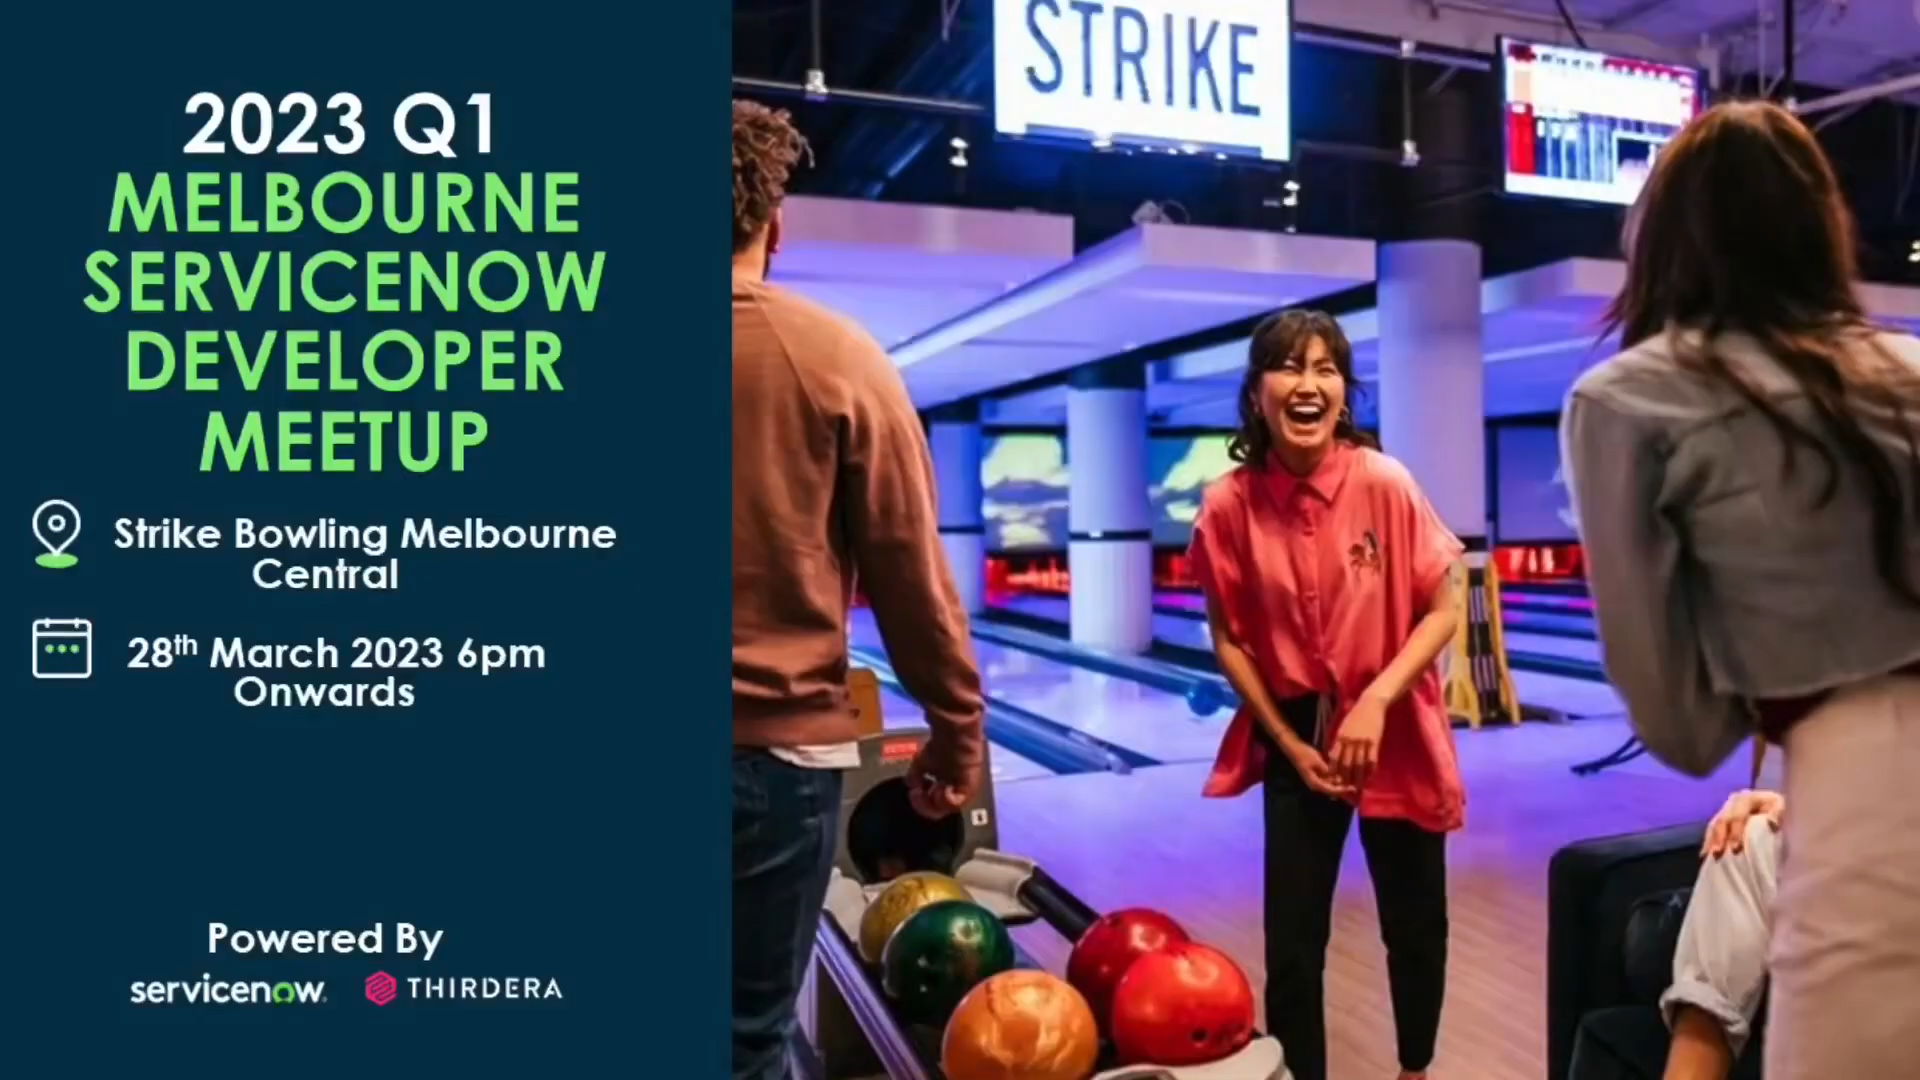 2023 Q1
MELBOURNE
SERVICENOW
DEVELOPER
MEETUP
Strike Bowling Melbourne
Central
28th March 2023 6pm
Onwards
Powered By
servicenow.
THIRDERA
STRIKE